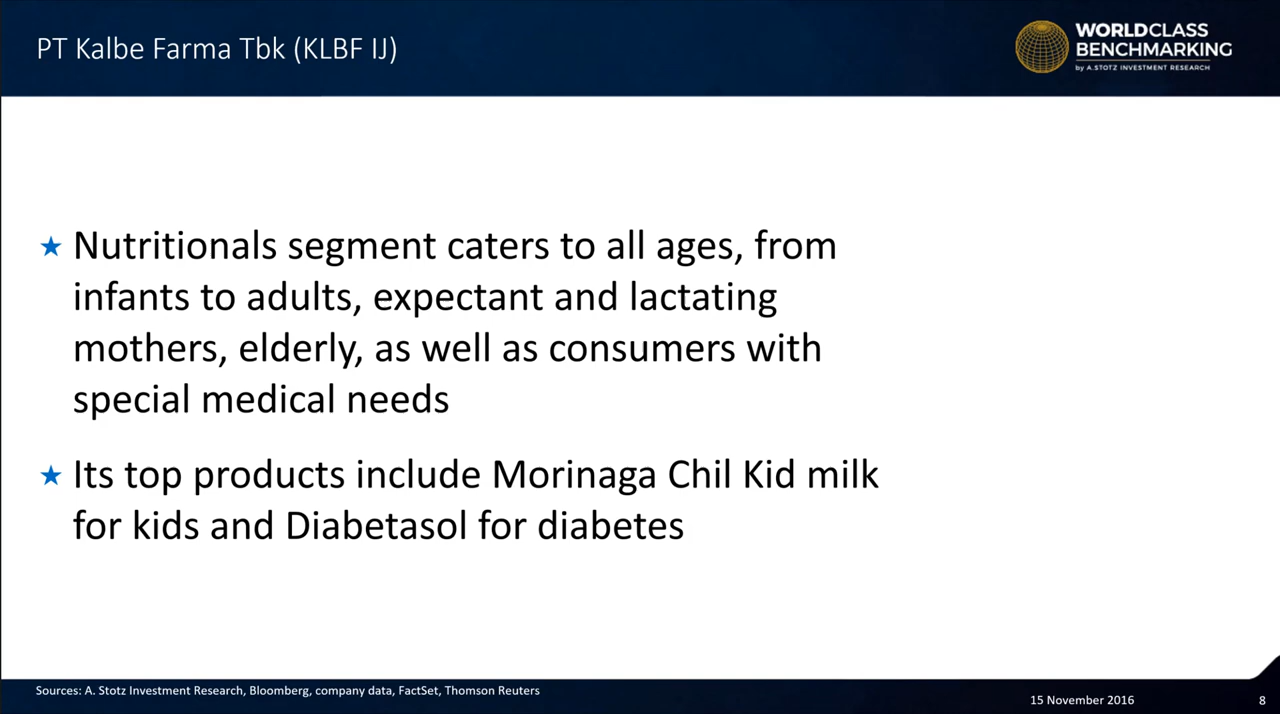 PT Kalbe Farma Tbk (KLBF IJ)
WORLDCLASS
BENCHMARKING
by A.STOTZ INVESTMENT RESEARCH
Nutritionals segment caters to all ages, from
infants to adults, expectant and lactating
mothers, elderly, as well as consumers with
special medical needs
Its top products include Morinaga Chil Kid milk
for kids and Diabetasol for diabetes
Sources: A. Stotz Investment Research, Bloomberg, company data, FactSet, Thomson Reuters
15 November 2016
8